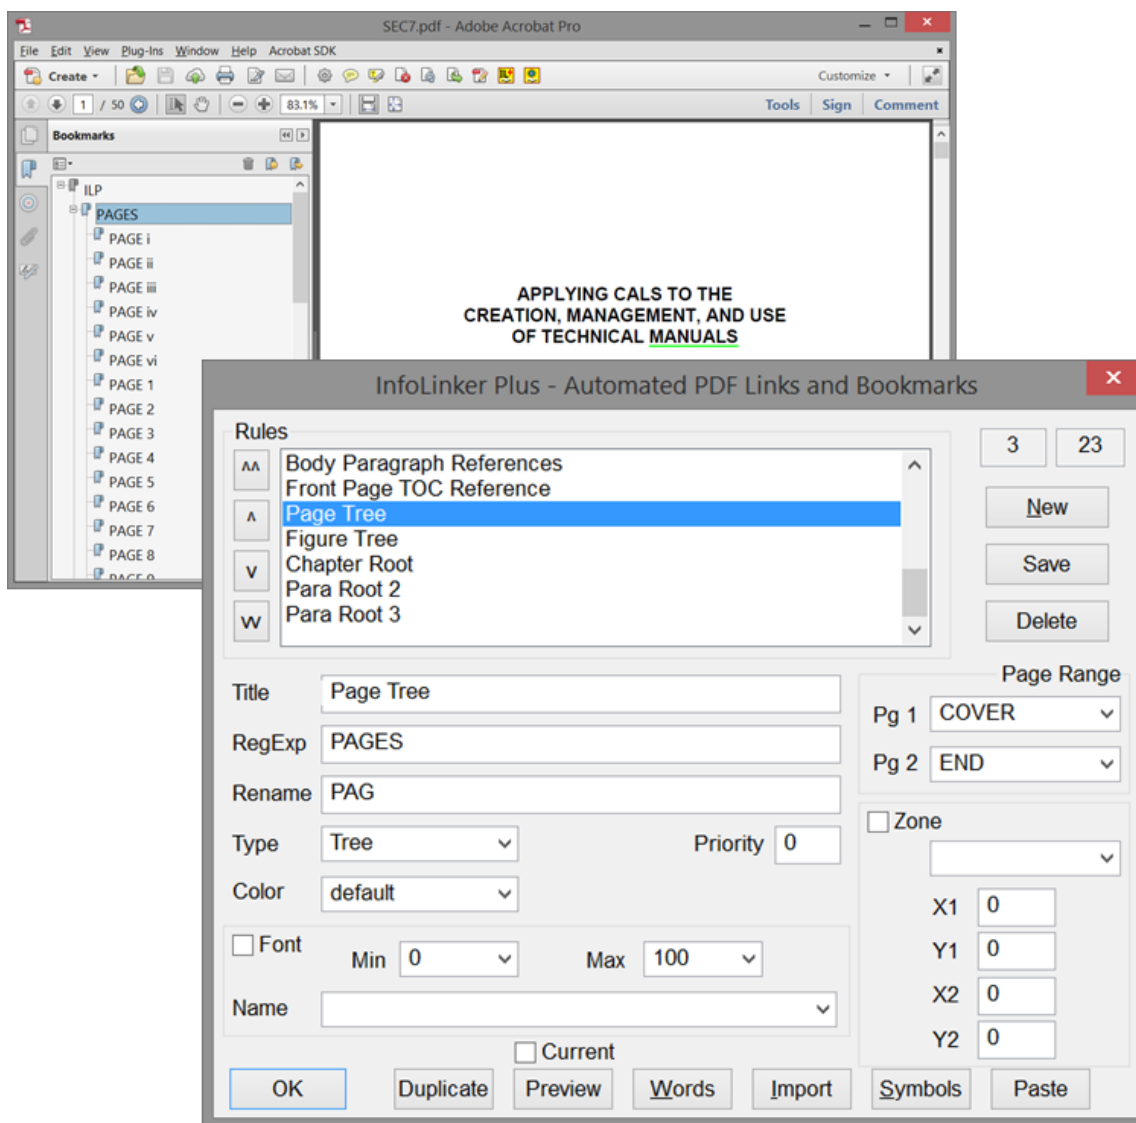 SEC7.pdf - Adobe Acrobat Pro
File Edit View Plug-Ins Window Help Acrobat SDK
Create Customize
1 / 50 83.1% Tools Sign Comment
Bookmarks
ILP
PAGES
PAGE i
PAGE ii
PAGE iii
PAGE iv
PAGE v
PAGE vi
PAGE 1
PAGE 2
PAGE 3
PAGE 4
PAGE 5
PAGE 6
PAGE 7
PAGE 8
PAGE 9
APPLYING CALS TO THE
CREATION, MANAGEMENT, AND USE
OF TECHNICAL MANUALS
InfoLinker Plus - Automated PDF Links and Bookmarks
Rules
Body Paragraph References
Front Page TOC Reference
Page Tree
Figure Tree
Chapter Root
Para Root 2
Para Root 3
3 23
New
Save
Delete
Title Page Tree
RegExp PAGES
Rename PAG
Type Tree Priority 0
Color default
Page Range
Pg 1 COVER
Pg 2 END
Zone
X1 0
Y1 0
X2 0
Y2 0
Font Min 0 Max 100
Name
Current
OK Duplicate Preview Words Import Symbols Paste